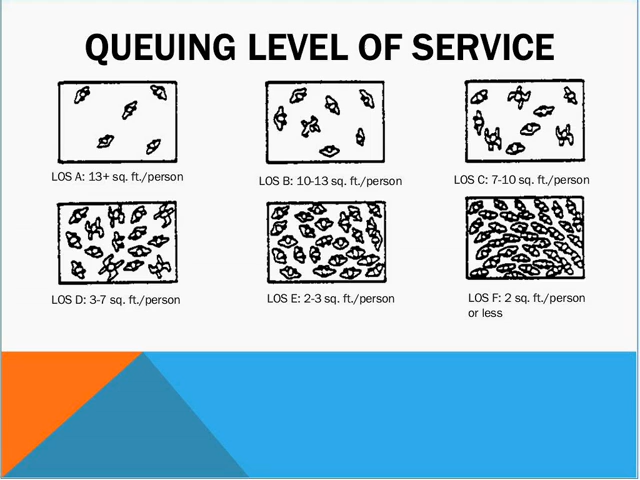 QUEUING LEVEL OF SERVICE
LOS A: 13+ sq. ft./person
LOS B: 10-13 sq. ft./person
LOS C: 7-10 sq. ft./person
LOS D: 3-7 sq. ft./person
LOS E: 2-3 sq. ft./person
LOS F: 2 sq. ft./person
or less